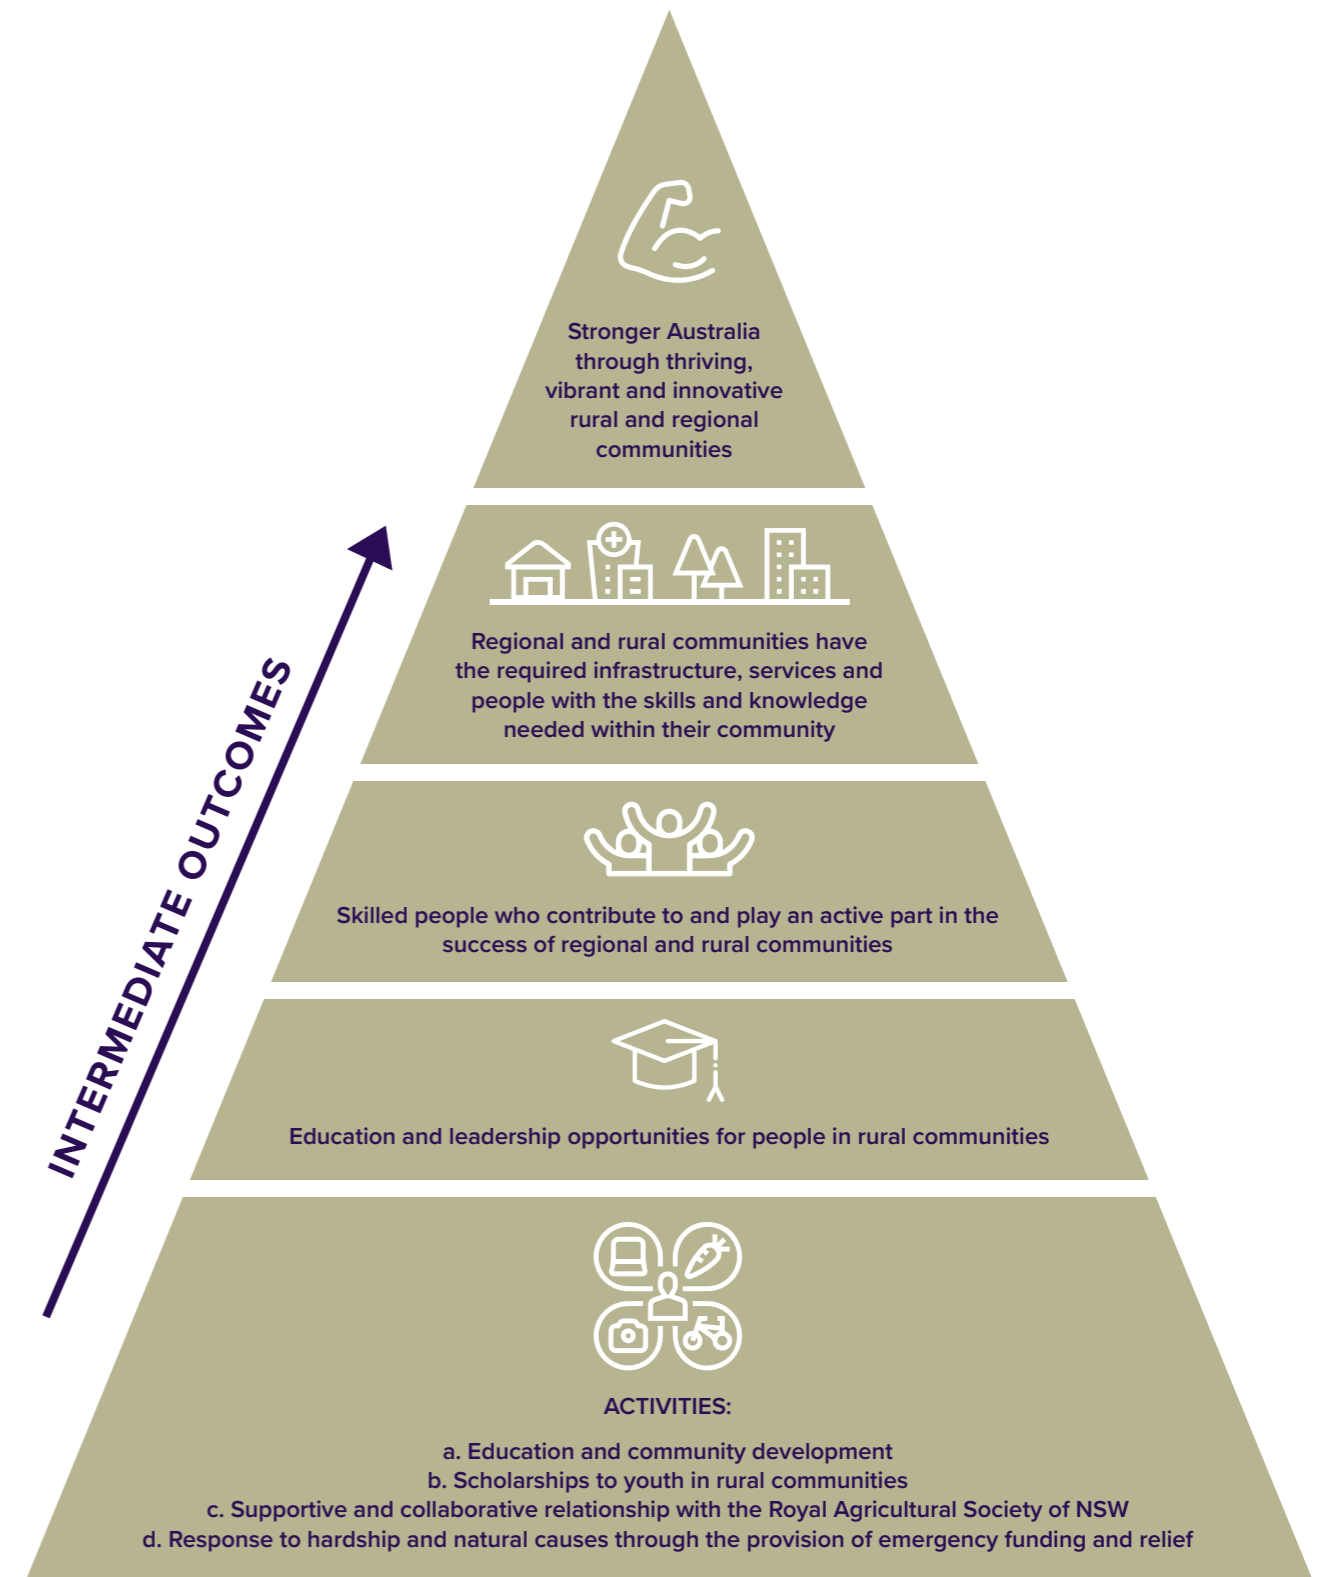 Stronger Australia
through thriving,
vibrant and innovative
rural and regional
communities
INTERMEDIATE OUTCOMES
Regional and rural communities have
the required infrastructure, services and
people with the skills and knowledge
needed within their community
Skilled people who contribute to and play an active part in the
success of regional and rural communities
Education and leadership opportunities for people in rural communities
ACTIVITIES:
a. Education and community development
b. Scholarships to youth in rural communities
c. Supportive and collaborative relationship with the Royal Agricultural Society of NSW
d. Response to hardship and natural causes through the provision of emergency funding and relief